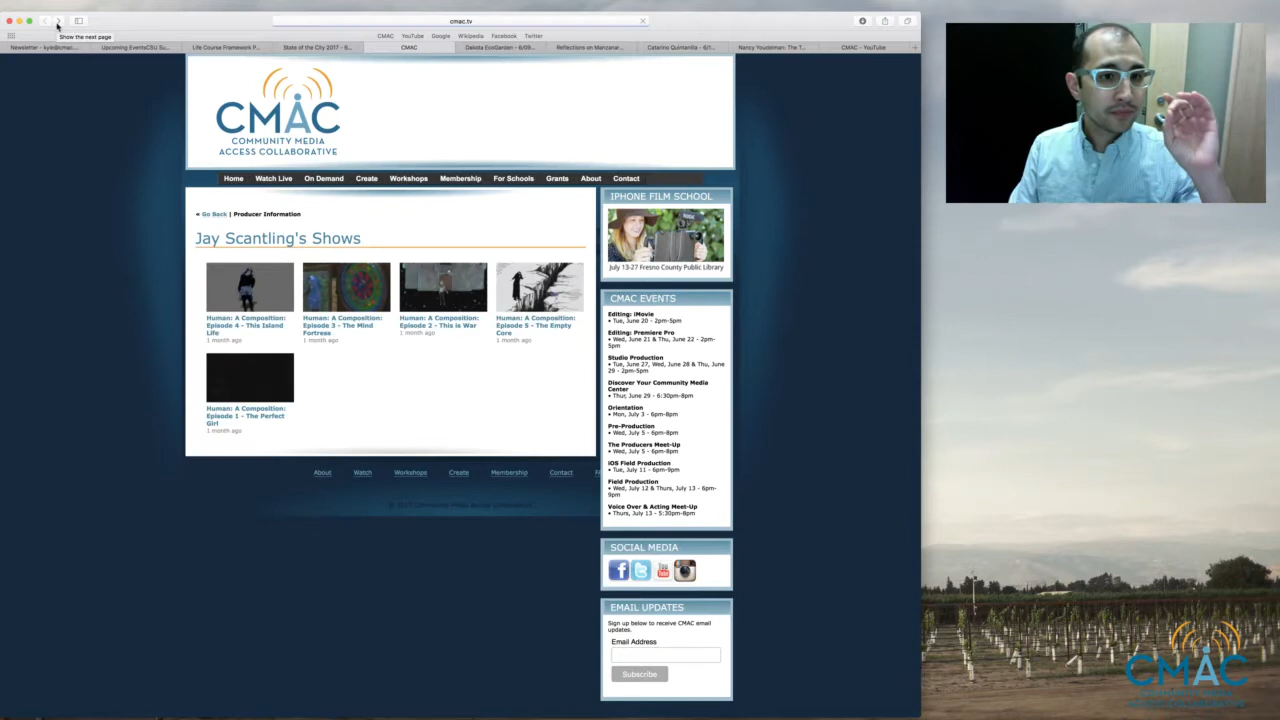 cmac.tv
Show the next page
CMAC YouTube Google Wikipedia Facebook Twitter
Newsletter - kyle@cmac....
Upcoming EventsCSU Su...
Life Course Framework P...
State of the City 2017 - 6...
CMAC
Dakota EcoGarden - 6/09...
Reflections on Manzanar...
Catarino Quintanilla - 6/1...
Nancy Youdelman: The T...
CMAC - YouTube
CMAC
COMMUNITY MEDIA
ACCESS COLLABORATIVE
Home Watch Live On Demand Create Workshops Membership For Schools Grants About Contact
« Go Back | Producer Information
Jay Scantling's Shows
Human: A Composition:
Episode 4 - This Island
Life
1 month ago
Human: A Composition:
Episode 3 - The Mind
Fortress
1 month ago
Human: A Composition:
Episode 2 - This is War
1 month ago
Human: A Composition:
Episode 5 - The Empty
Core
1 month ago
Human: A Composition:
Episode 1 - The Perfect
Girl
1 month ago
About Watch Workshops Create Membership Contact
IPHONE FILM SCHOOL
July 13-27 Fresno County Public Library
CMAC EVENTS
Editing: iMovie
• Tue, June 20 - 2pm-5pm
Editing: Premiere Pro
• Wed, June 21 & Thu, June 22 - 2pm-
5pm
Studio Production
• Tue, June 27, Wed, June 28 & Thu, June
29 - 2pm-5pm
Discover Your Community Media
Center
• Thur, June 29 - 6:30pm-8pm
Orientation
• Mon, July 3 - 6pm-8pm
Pre-Production
• Wed, July 5 - 6pm-8pm
The Producers Meet-Up
• Wed, July 5 - 6pm-8pm
iOS Field Production
• Tue, July 11 - 6pm-9pm
Field Production
• Wed, July 12 & Thurs, July 13 - 6pm-
9pm
Voice Over & Acting Meet-Up
• Thurs, July 13 - 5:30pm-8pm
SOCIAL MEDIA
You
Tube
EMAIL UPDATES
Sign up below to receive CMAC email
updates.
Email Address
Subscribe
CMAC
COMMUNITY MEDIA
ACCESS COLLABORATIVE